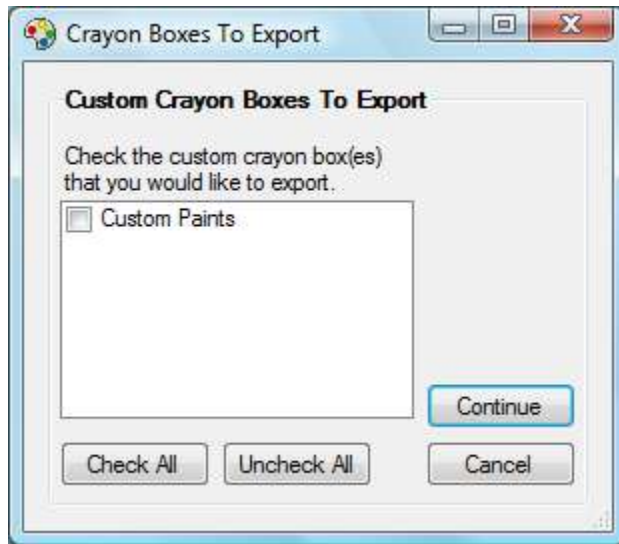 Crayon Boxes To Export
Custom Crayon Boxes To Export
Check the custom crayon box(es)
that you would like to export.
Custom Paints
Continue
Check All Uncheck All Cancel